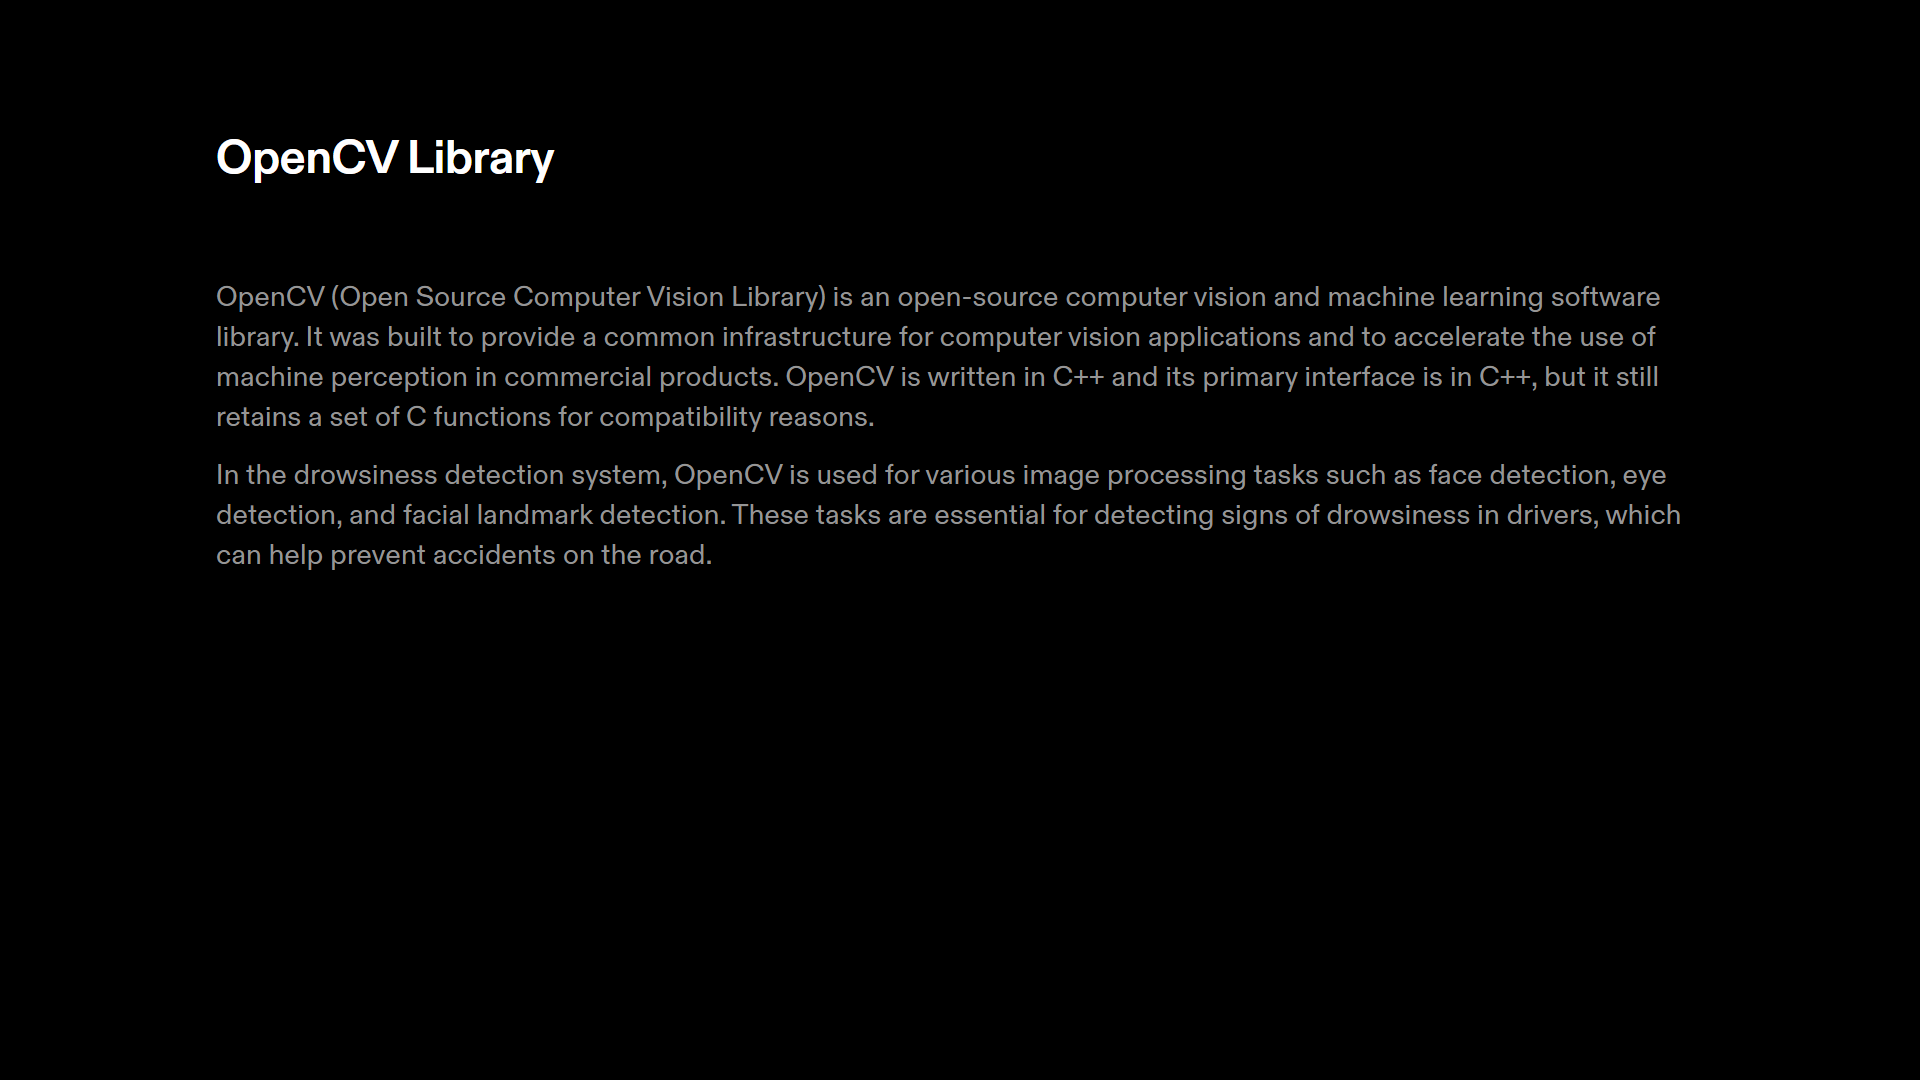 OpenCV Library
OpenCV (Open Source Computer Vision Library) is an open-source computer vision and machine learning software
library. It was built to provide a common infrastructure for computer vision applications and to accelerate the use of
machine perception in commercial products. OpenCV is written in C++ and its primary interface is in C++, but it still
retains a set of C functions for compatibility reasons.
In the drowsiness detection system, OpenCV is used for various image processing tasks such as face detection, eye
detection, and facial landmark detection. These tasks are essential for detecting signs of drowsiness in drivers, which
can help prevent accidents on the road.